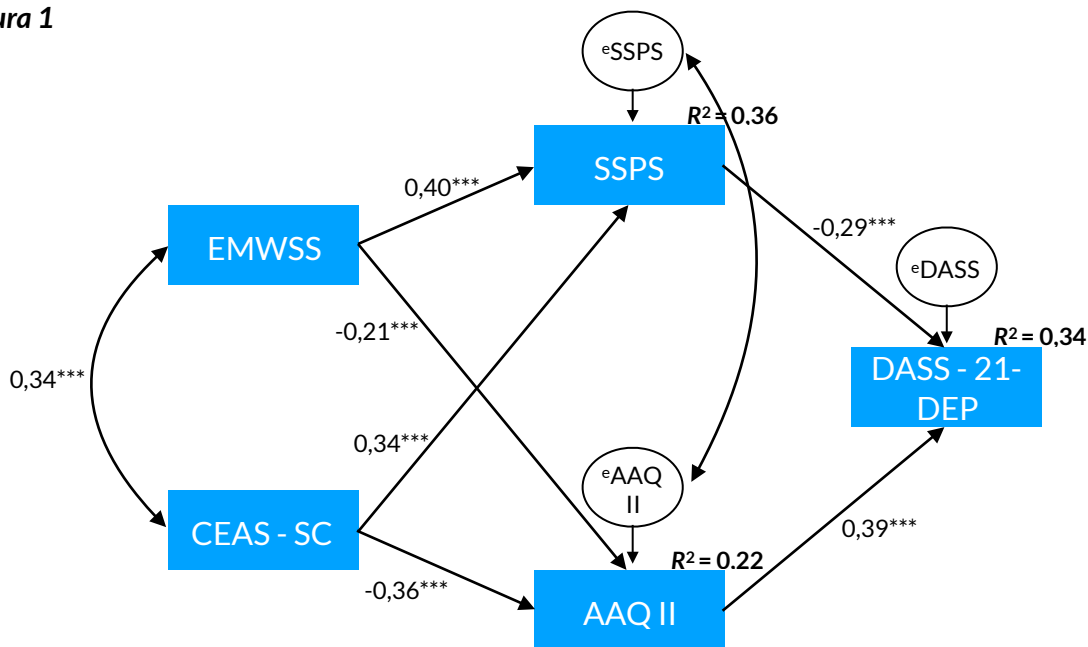 ura 1
eSSPS
R² = 0,36
SSPS
0,40***
EMWSS
-0,29***
eDASS
-0,21***
R² = 0,34
DASS - 21-
DEP
0,34***
0,34***
eAAQ
II
CEAS - SC
0,39***
R² = 0,22
-0,36***
AAQ II